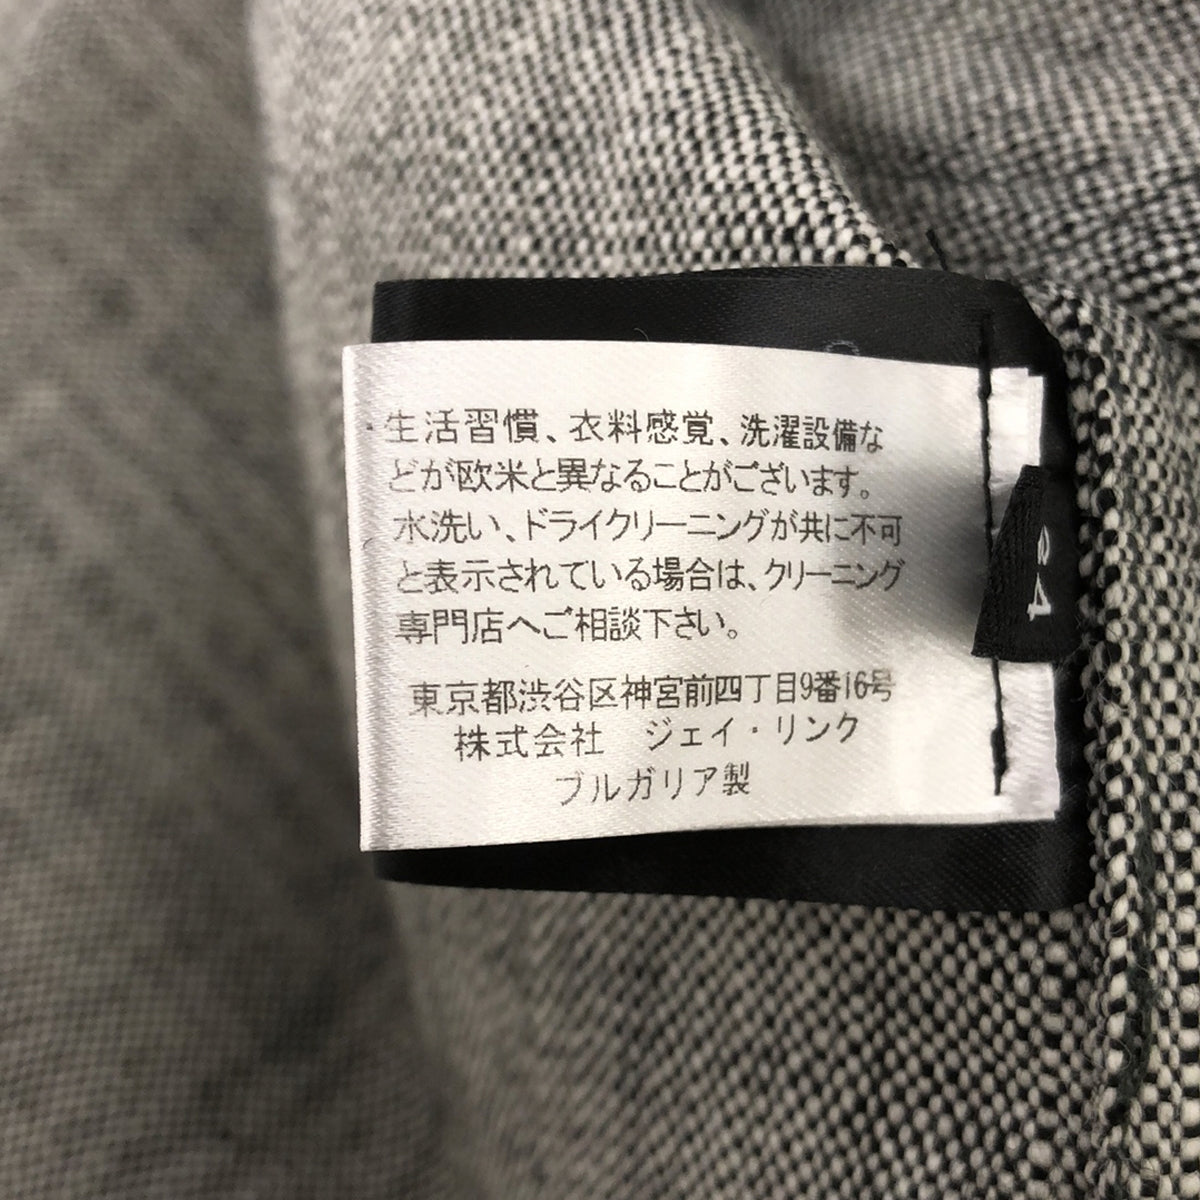 生活習慣、衣料感覚、洗濯設備な
どが欧米と異なることがございます。
水洗い、ドライクリーニングが共に不可
と表示されている場合は、クリーニング
専門店へご相談下さい。
東京都渋谷区神宮前四丁目9番16号
株式会社　ジェイ・リンク
ブルガリア製